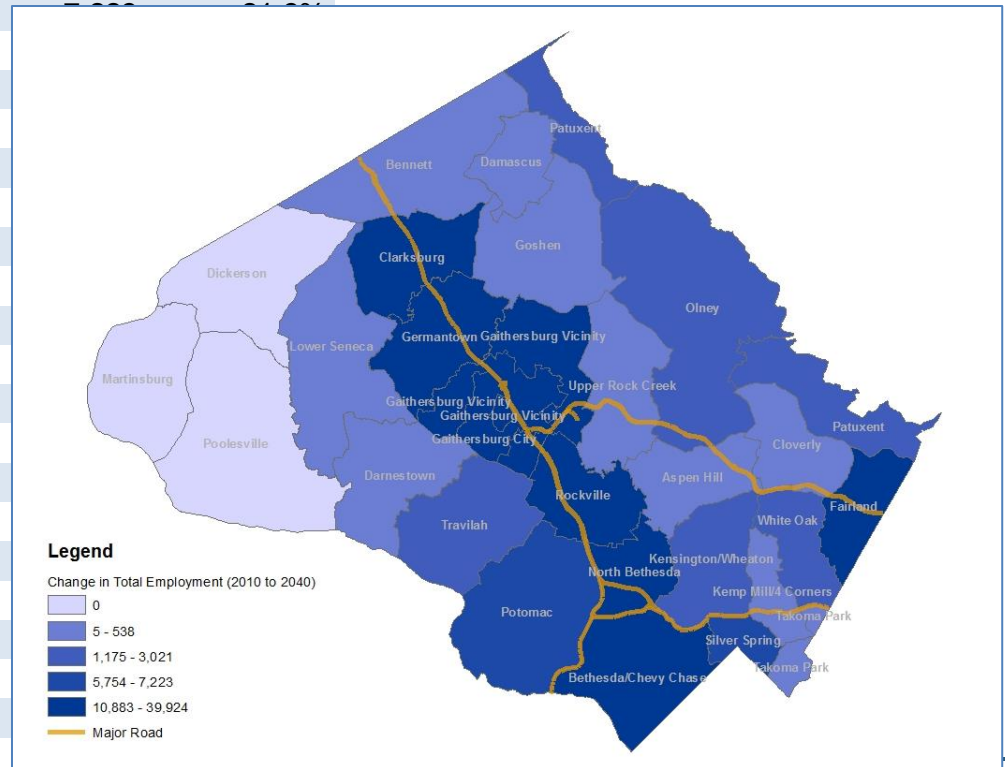 Patuxent
Bennett
Damascus
Goshen
Clarksburg
Dickerson
Olney
Germantown
Gaithersburg Vicinity
Lower Seneca
Martinsburg
Upper Rock Creek
Gaithersburg Vicinity
Gaithersburg Vicinity
Patuxent
Gaithersburg City
Poolesville
Cloverly
Darnestown
Aspen Hill
Rockville
Fairland
White Oak
Travilah
Legend
Kensington/Wheaton
North Bethesda
Change in Total Employment (2010 to 2040)
Kemp Mill/4 Corners
0
Potomac
Takoma Park
5 - 538
Silver Spring
1,175 - 3,021
Takoma Park
Bethesda/Chevy Chase
5,754 - 7,223
10,883 - 39,924
Major Road